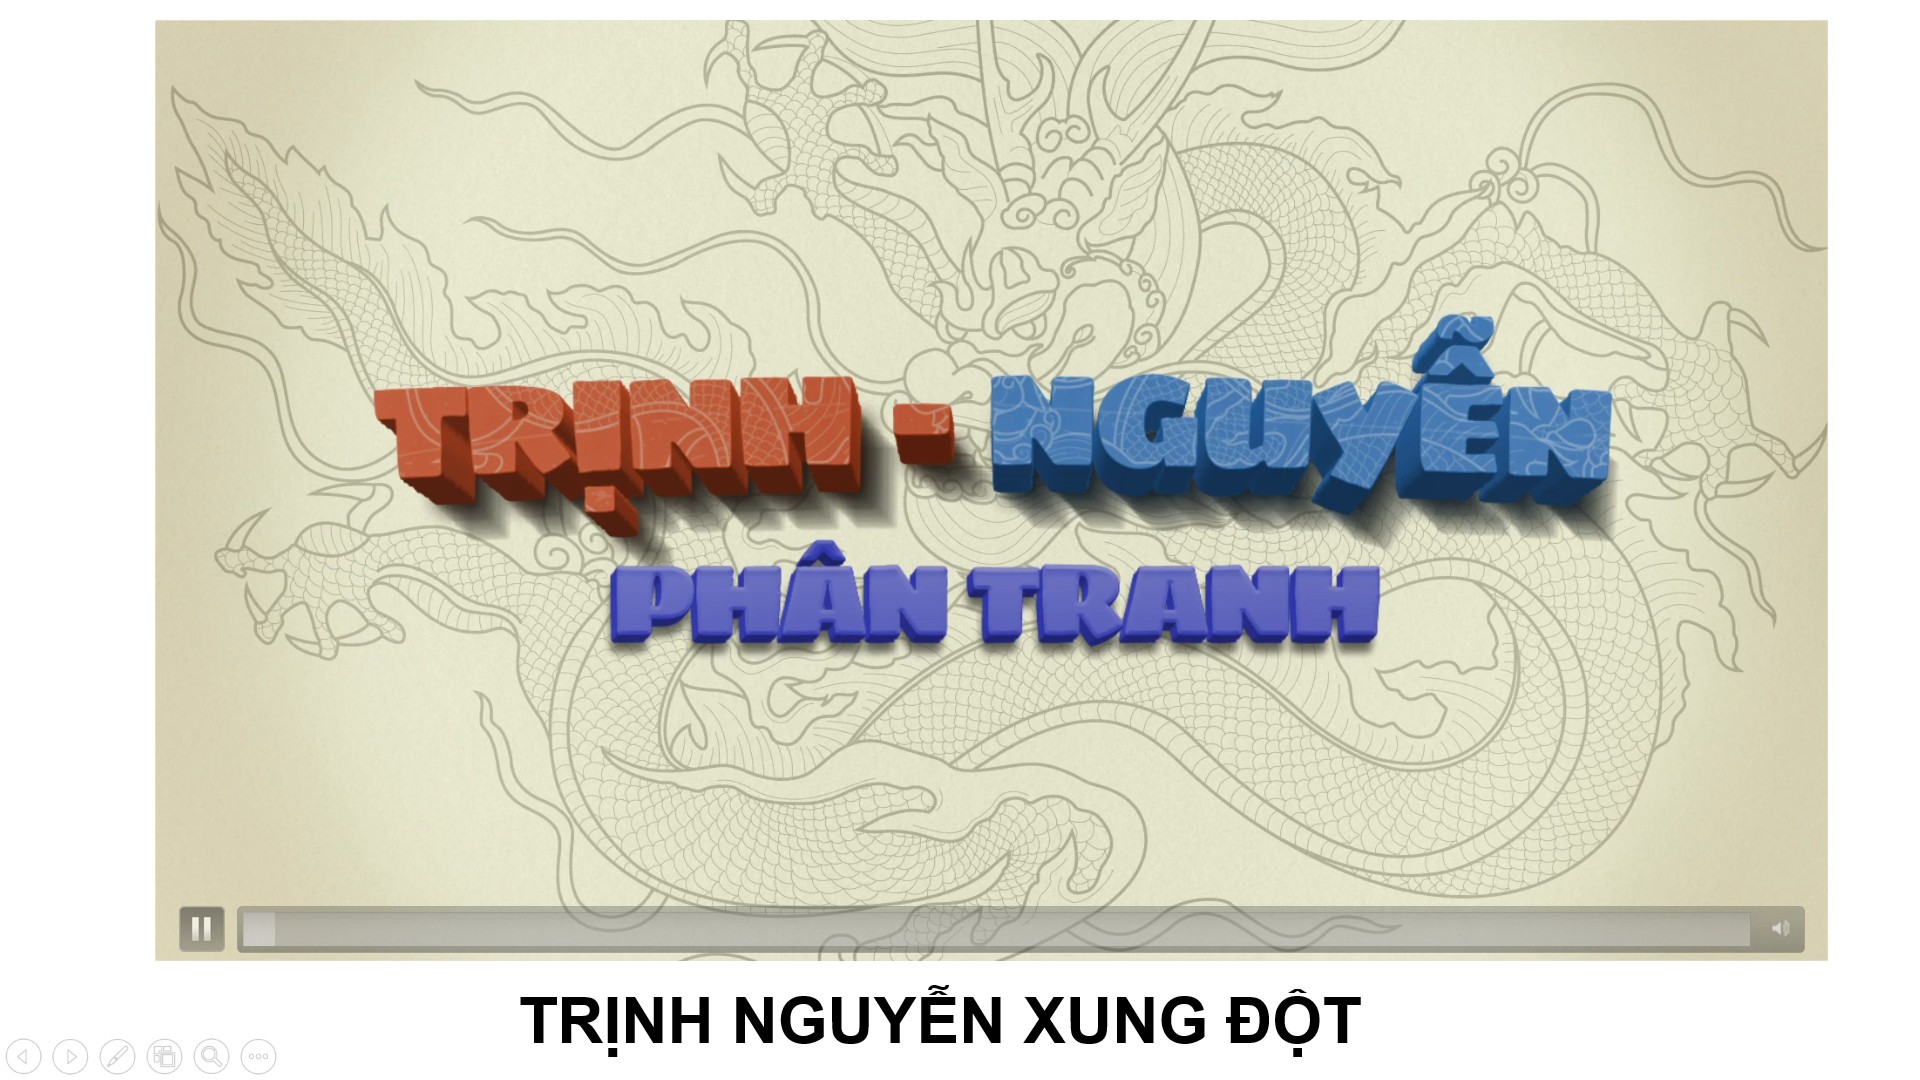 TRỊNH - NGUYỄN
PHÂN TRANH
TRỊNH NGUYỄN XUNG ĐỘT